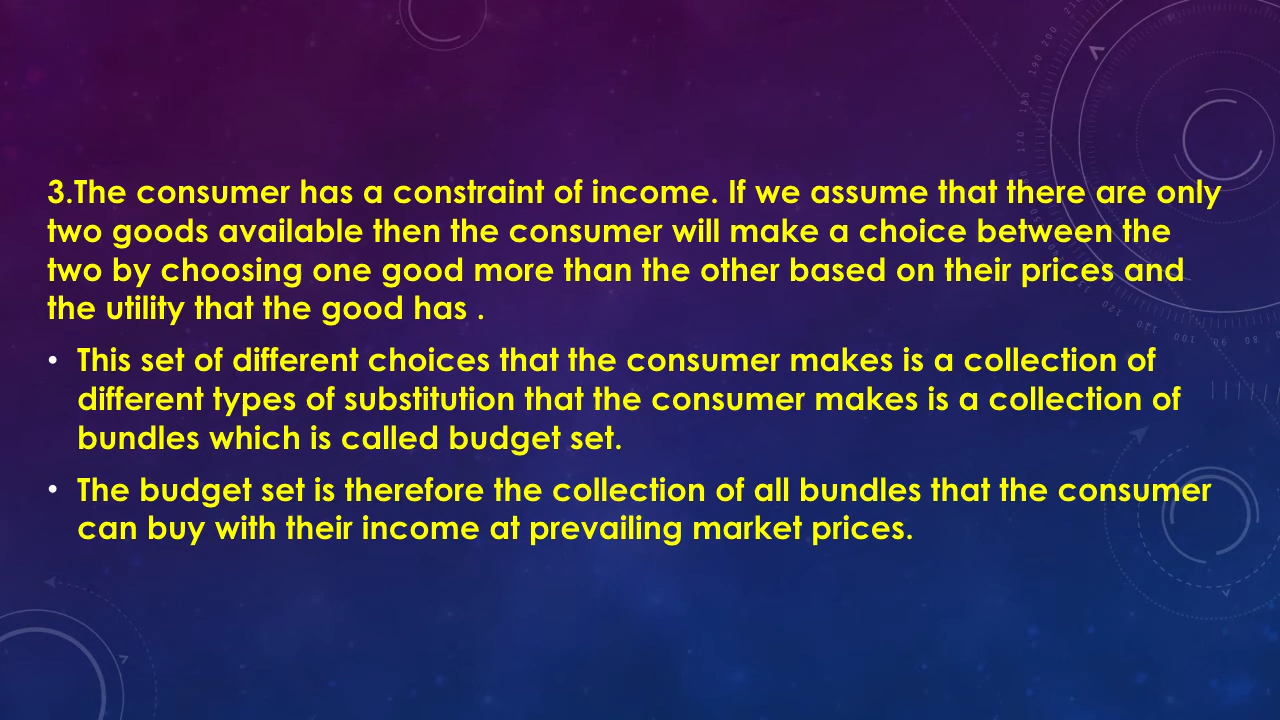 3.The consumer has a constraint of income. If we assume that there are only
two goods available then the consumer will make a choice between the
two by choosing one good more than the other based on their prices and
the utility that the good has .
• This set of different choices that the consumer makes is a collection of
different types of substitution that the consumer makes is a collection of
bundles which is called budget set.
• The budget set is therefore the collection of all bundles that the consumer
can buy with their income at prevailing market prices.